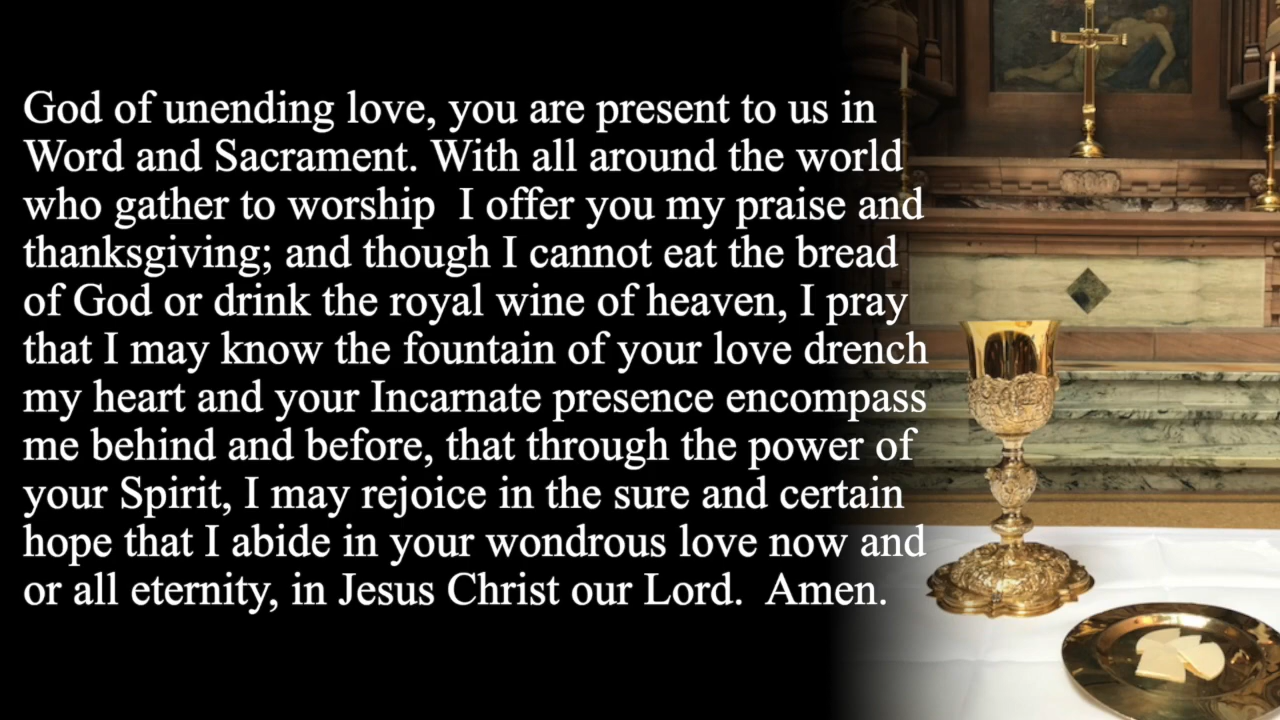 God of unending love, you are present to us in
Word and Sacrament. With all around the world
who gather to worship  I offer you my praise and
thanksgiving; and though I cannot eat the bread
of God or drink the royal wine of heaven, I pray
that I may know the fountain of your love drench
my heart and your Incarnate presence encompass
me behind and before, that through the power of
your Spirit, I may rejoice in the sure and certain
hope that I abide in your wondrous love now and
or all eternity, in Jesus Christ our Lord.  Amen.